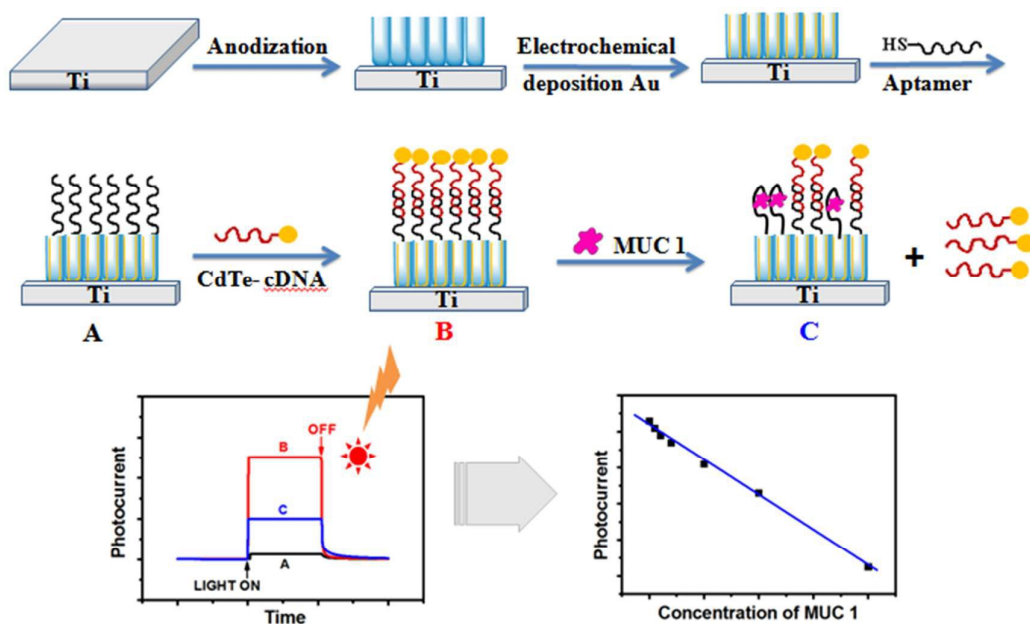 Anodization
Electrochemical
deposition Au
HS
Aptamer
Ti
Ti
Ti
CdTe- cDNA
MUC 1
+
Ti
Ti
Ti
A
B
C
Photocurrent
B
OFF
C
A
LIGHT ON
Time
Photocurrent
Concentration of MUC 1